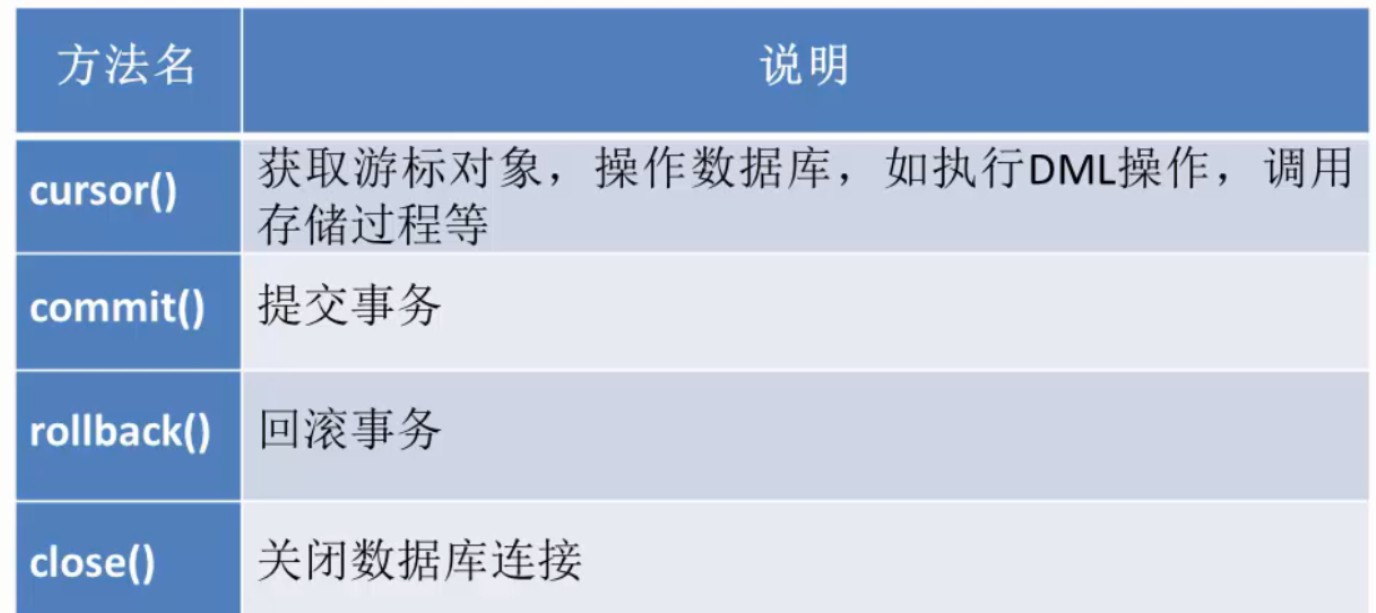 方法名 说明
cursor() 获取游标对象，操作数据库，如执行DML操作，调用
存储过程等
commit() 提交事务
rollback() 回滚事务
close() 关闭数据库连接